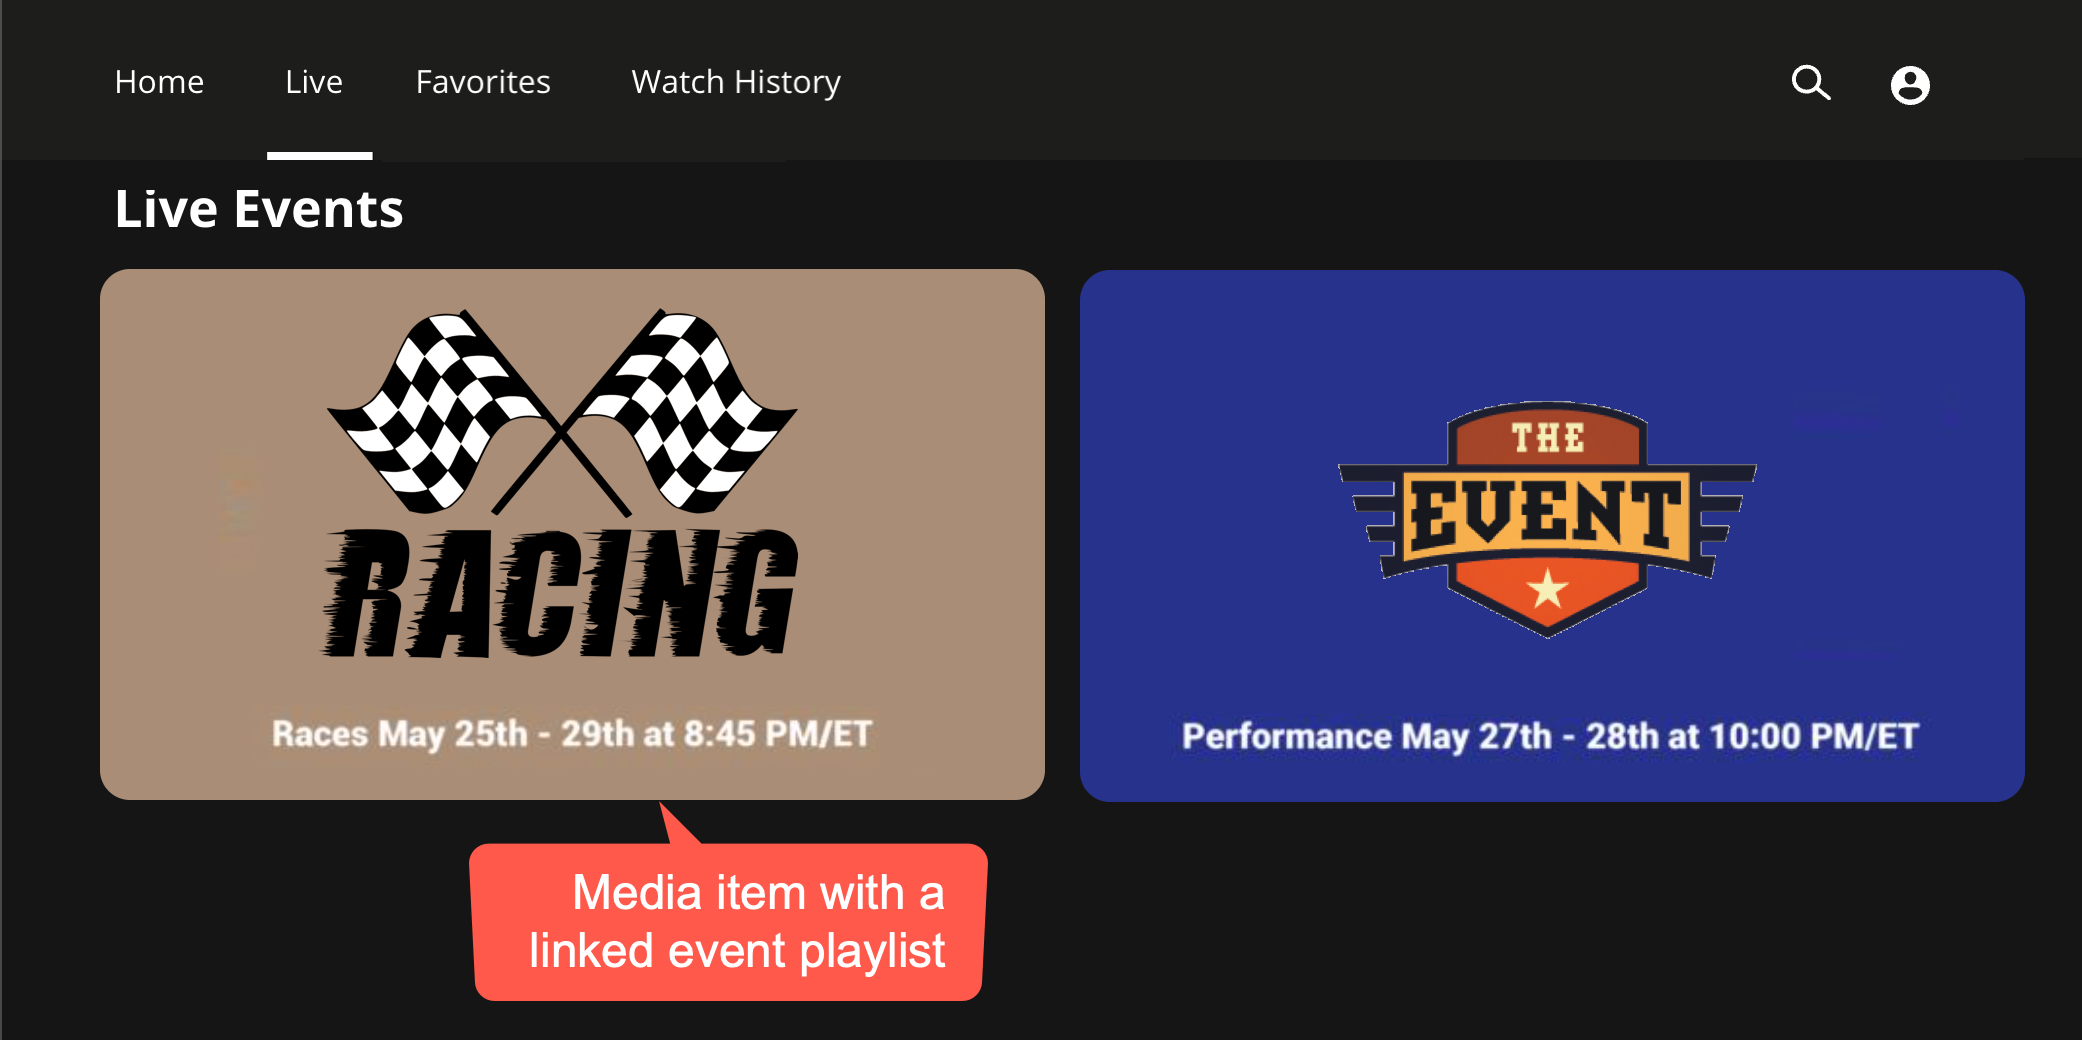 Home Live Favorites Watch History
Live Events
RACING
Races May 25th - 29th at 8:45 PM/ET
THE
EVENT
Performance May 27th - 28th at 10:00 PM/ET
Media item with a
linked event playlist